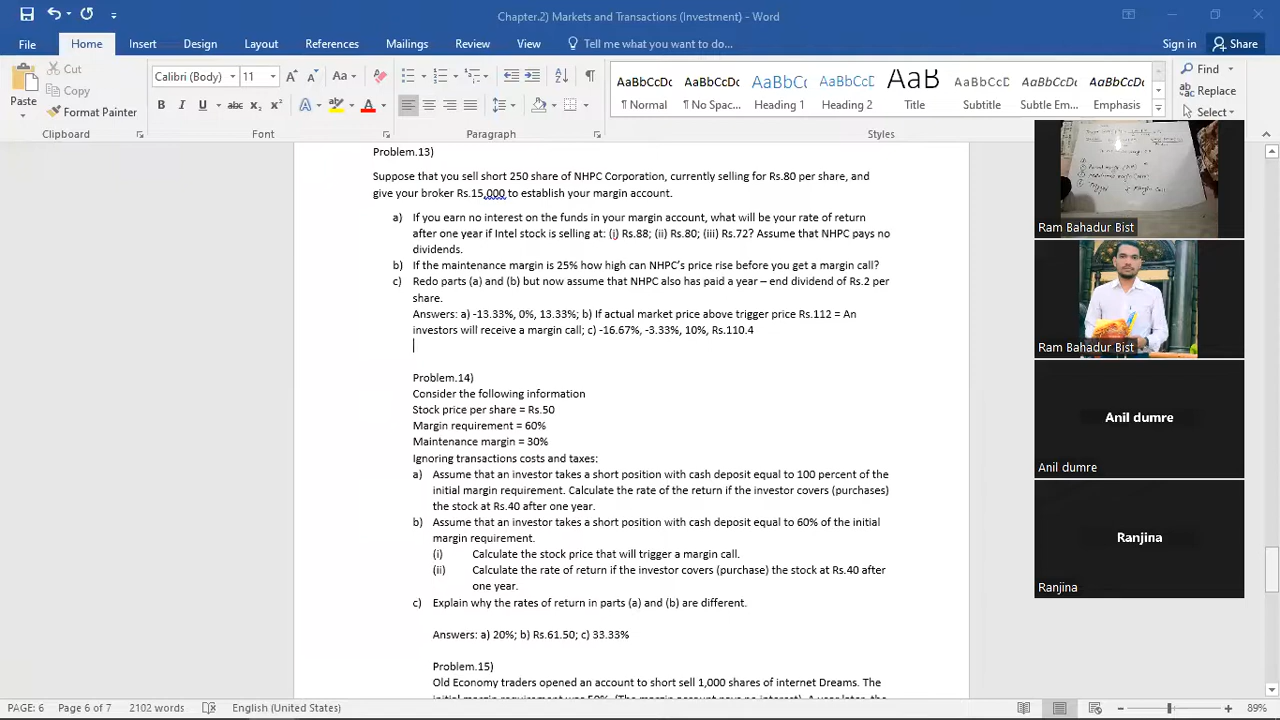 Chapter.2) Markets and Transactions (Investment) - Word
File
Home
Insert
Design
Layout
References
Mailings
Review
View
Tell me what you want to do...
Sign in
Share
Paste
Cut
Copy
Format Painter
Clipboard
Calibri (Body)
11
Font
Paragraph
AaBbCcDc
¶ Normal
AaBbCcDc
¶ No Spac...
AaBbCc
Heading 1
AaBbCcD
Heading 2
AaB
Title
AaBbCcD
Subtitle
AaBbCcDc
Subtle Em...
AaBbCcDc
Emphasis
Styles
Find
Replace
Select
Problem.13)
Suppose that you sell short 250 share of NHPC Corporation, currently selling for Rs.80 per share, and
give your broker Rs.15,000 to establish your margin account.
a) If you earn no interest on the funds in your margin account, what will be your rate of return
after one year if Intel stock is selling at: (i) Rs.88; (ii) Rs.80; (iii) Rs.72? Assume that NHPC pays no
dividends.
b) If the maintenance margin is 25% how high can NHPC's price rise before you get a margin call?
c) Redo parts (a) and (b) but now assume that NHPC also has paid a year – end dividend of Rs.2 per
share.
Answers: a) -13.33%, 0%, 13.33%; b) If actual market price above trigger price Rs.112 = An
investors will receive a margin call; c) -16.67%, -3.33%, 10%, Rs.110.4
Problem.14)
Consider the following information
Stock price per share = Rs.50
Margin requirement = 60%
Maintenance margin = 30%
Ignoring transactions costs and taxes:
a) Assume that an investor takes a short position with cash deposit equal to 100 percent of the
initial margin requirement. Calculate the rate of the return if the investor covers (purchases)
the stock at Rs.40 after one year.
b) Assume that an investor takes a short position with cash deposit equal to 60% of the initial
margin requirement.
(i) Calculate the stock price that will trigger a margin call.
(ii) Calculate the rate of return if the investor covers (purchase) the stock at Rs.40 after
one year.
c) Explain why the rates of return in parts (a) and (b) are different.
Answers: a) 20%; b) Rs.61.50; c) 33.33%
Problem.15)
Old Economy traders opened an account to short sell 1,000 shares of internet Dreams. The
initial margin requirement was 50%. (The margin account pays no interest). A year later, the
Ram Bahadur Bist
Ram Bahadur Bist
Anil dumre
Anil dumre
Ranjina
Ranjina
PAGE: 6
Page 6 of 7
2102 words
English (United States)
89%